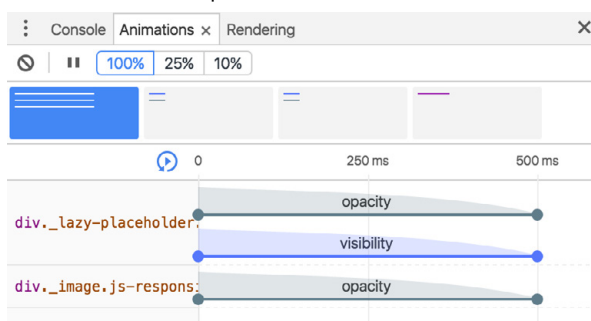 Console Animations × Rendering ×
100% 25% 10%
0 250 ms 500 ms
opacity
div._lazy-placeholder.
visibility
div._image.js-respons opacity